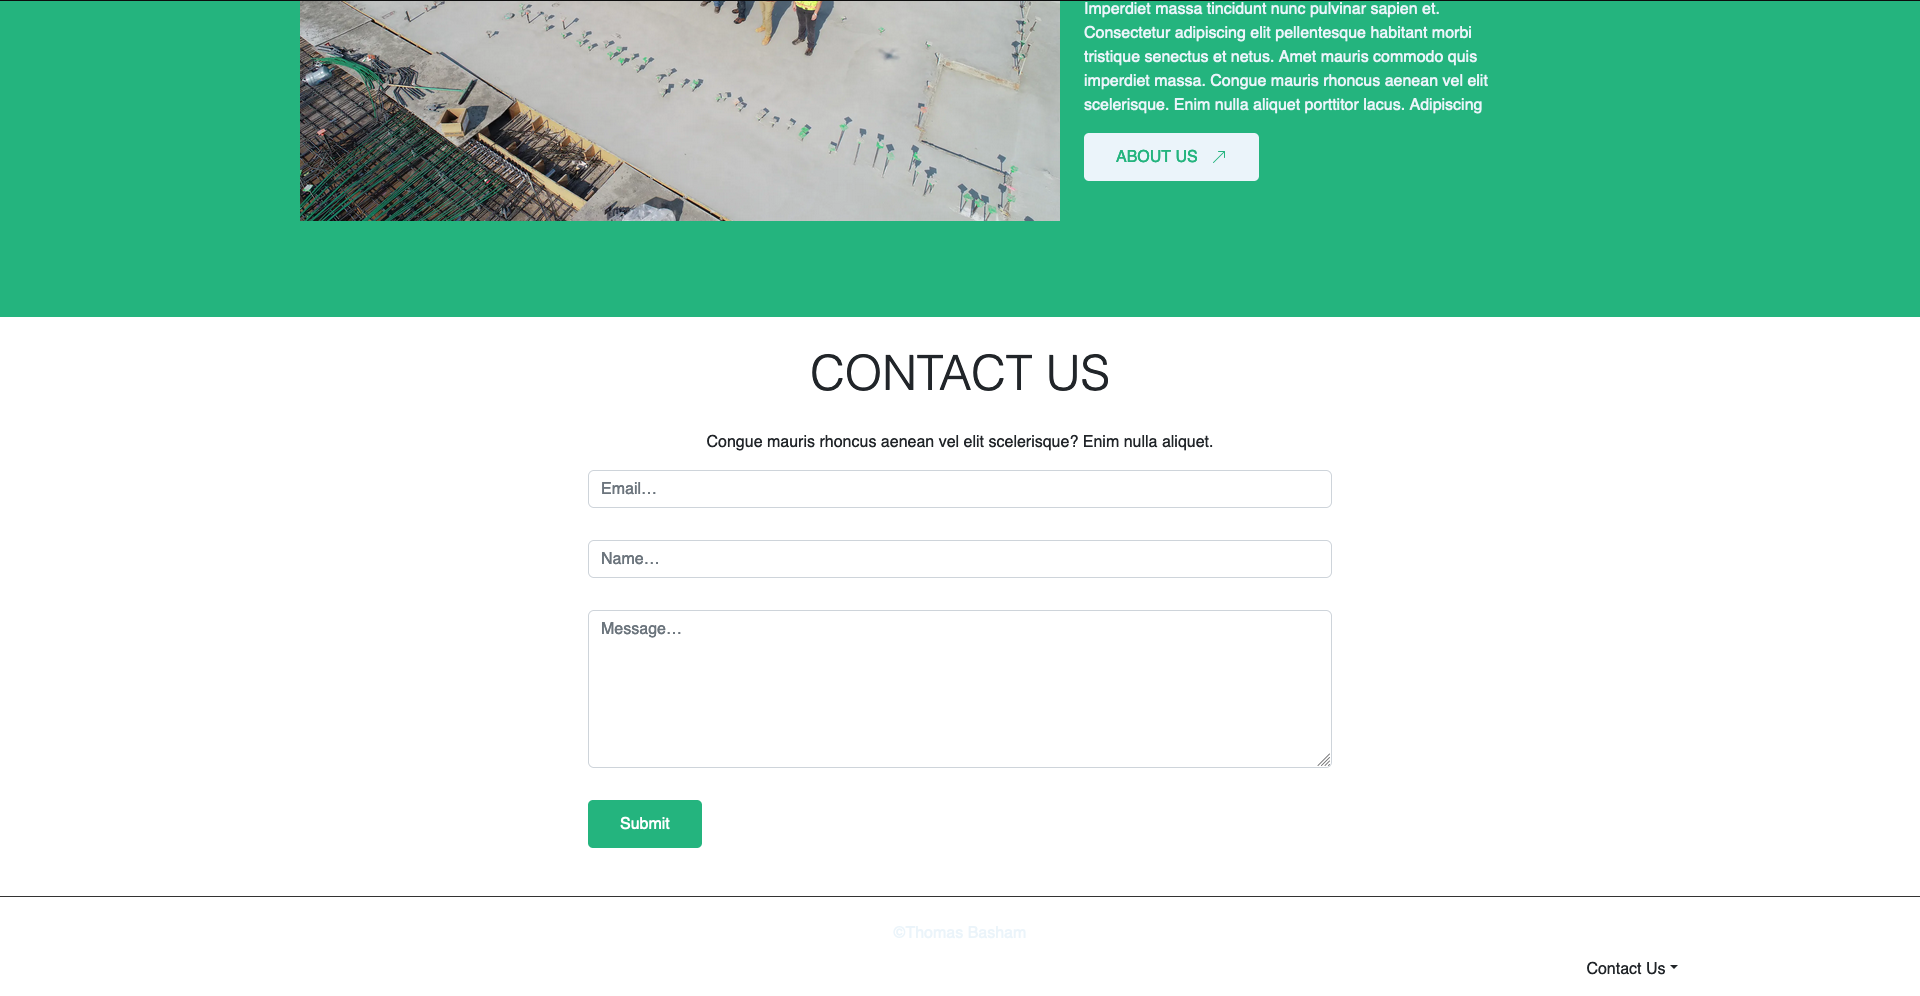 Imperdiet massa tincidunt nunc pulvinar sapien et.
Consectetur adipiscing elit pellentesque habitant morbi
tristique senectus et netus. Amet mauris commodo quis
imperdiet massa. Congue mauris rhoncus aenean vel elit
scelerisque. Enim nulla aliquet porttitor lacus. Adipiscing
ABOUT US
CONTACT US
Congue mauris rhoncus aenean vel elit scelerisque? Enim nulla aliquet.
Email...
Name...
Message...
Submit
©Thomas Basham
Contact Us